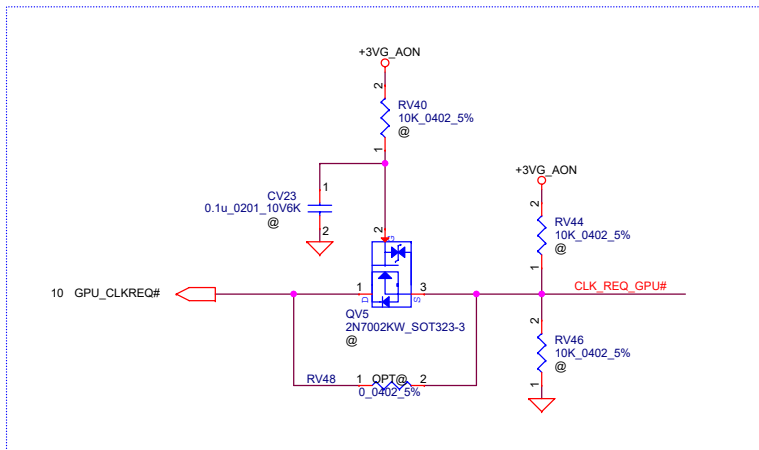 +3VG_AON
2
RV40
10K_0402_5%
@
1
+3VG_AON
1
CV23
0.1u_0201_10V6K
@
2
2
RV44
10K_0402_5%
@
1
2
G
10 GPU_CLKREQ#
1
3
D
S
CLK_REQ_GPU#
QV5
2N7002KW_SOT323-3
@
2
RV46
10K_0402_5%
@
1
RV48
1 OPT@ 2
0_0402_5%